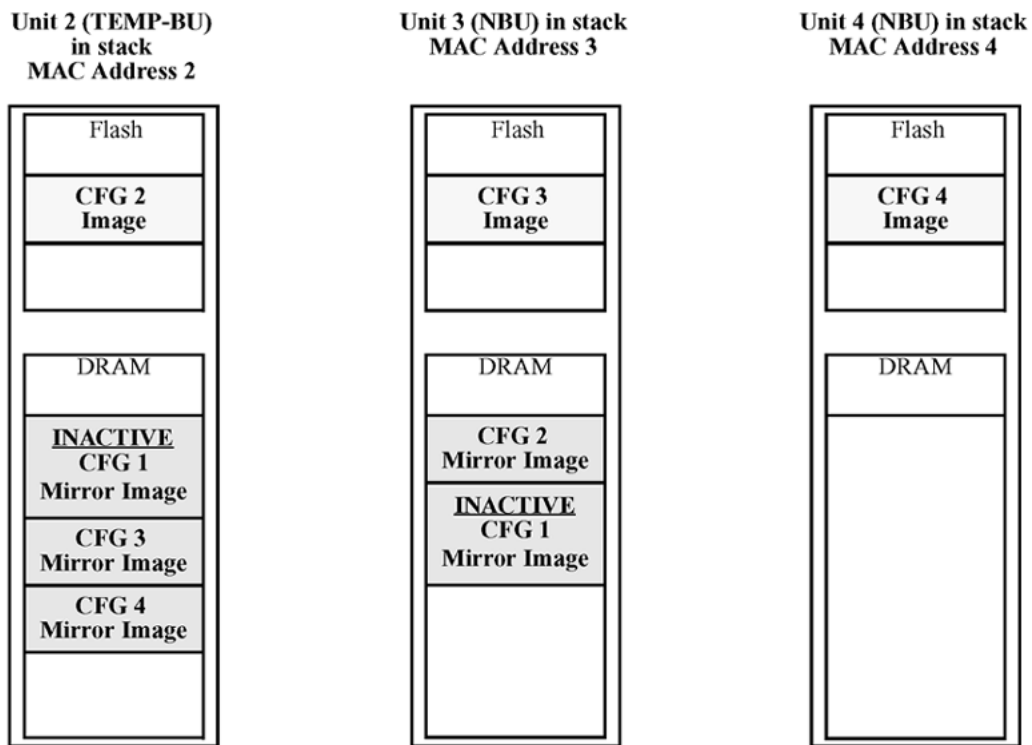 Unit 2 (TEMP-BU)
in stack
MAC Address 2
Flash
CFG 2
Image
DRAM
INACTIVE
CFG 1
Mirror Image
CFG 3
Mirror Image
CFG 4
Mirror Image
Unit 3 (NBU) in stack
MAC Address 3
Flash
CFG 3
Image
DRAM
CFG 2
Mirror Image
INACTIVE
CFG 1
Mirror Image
Unit 4 (NBU) in stack
MAC Address 4
Flash
CFG 4
Image
DRAM